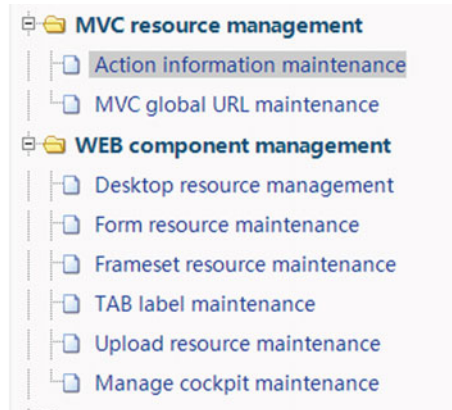 MVC resource management
Action information maintenance
MVC global URL maintenance
WEB component management
Desktop resource management
Form resource maintenance
Frameset resource maintenance
TAB label maintenance
Upload resource maintenance
Manage cockpit maintenance